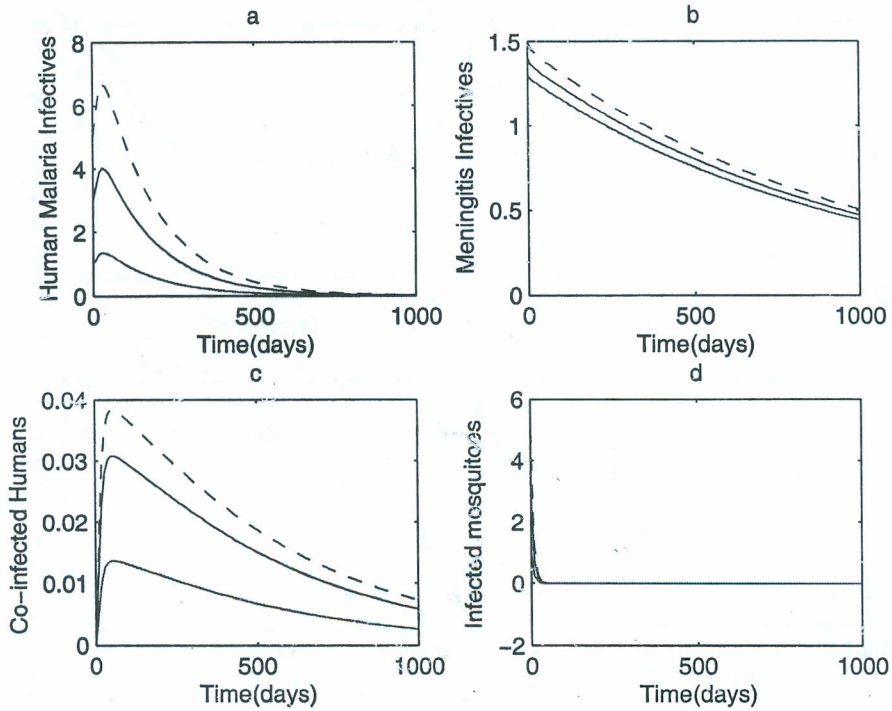 a
8
6
4
2
0
Human Malaria Infectives
0 500 1000
Time(days)
b
1.5
1
0.5
0
Meningitis Infectives
0 500 1000
Time(days)
c
0.04
0.03
0.02
0.01
0
Co-infected Humans
0 500 1000
Time(days)
d
6
4
2
0
-2
Infected mosquitoes
0 500 1000
Time(days)